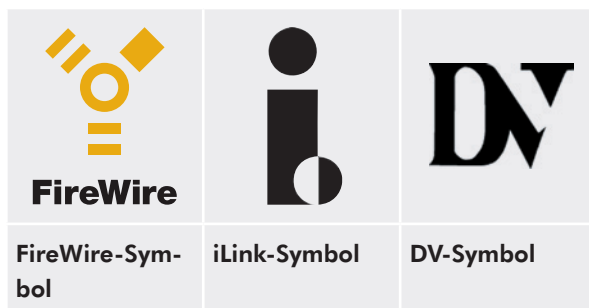 FireWire
DV
FireWire-Sym-
bol
iLink-Symbol
DV-Symbol